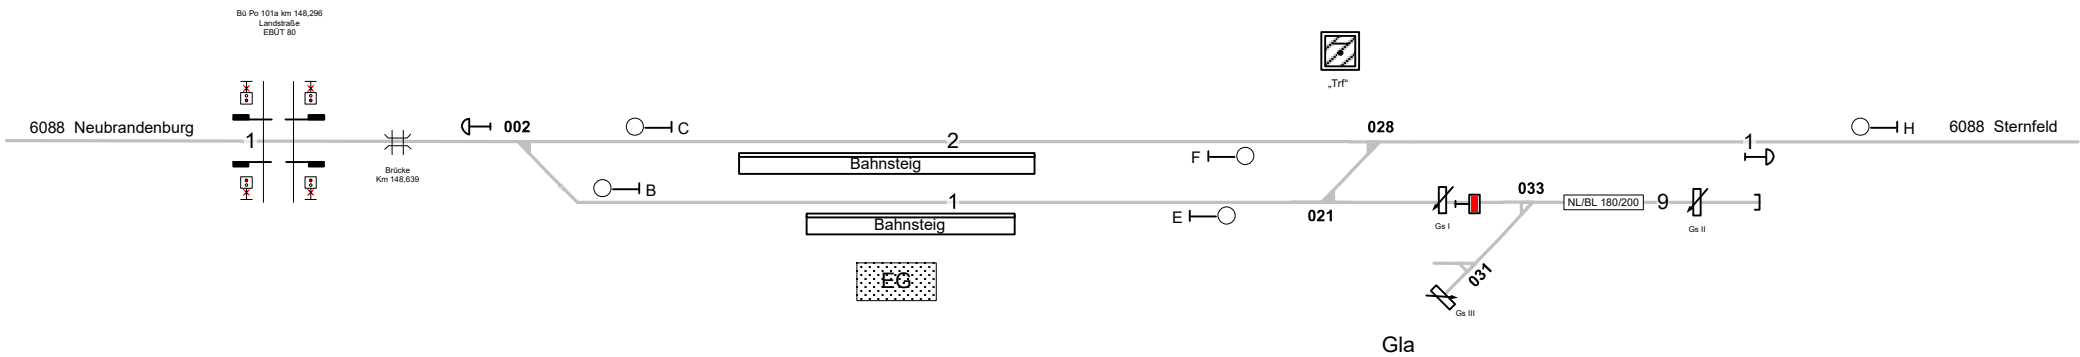 Bü Po 101a km 148,296
Landstraße
EBÜT 80
„Trf“
6088 Neubrandenburg
1
002
C
2
028
1
H
6088 Sternfeld
Brücke
Km 148,639
Bahnsteig
F
B
1
E
021
Gs I
033
NL/BL 180/200
9
Gs II
Bahnsteig
EG
031
Gs III
Gla